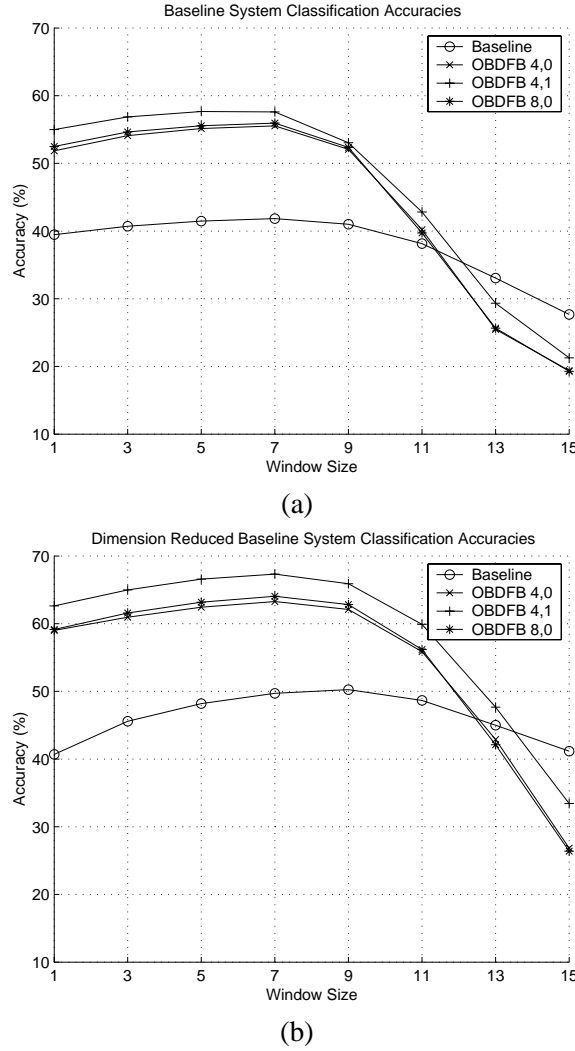 Baseline System Classification Accuracies
70
60
50
40
30
20
10
Accuracy (%)
Baseline
OBDFB 4,0
OBDFB 4,1
OBDFB 8,0
1 3 5 7 9 11 13 15
Window Size
(a)
Dimension Reduced Baseline System Classification Accuracies
70
60
50
40
30
20
10
Accuracy (%)
Baseline
OBDFB 4,0
OBDFB 4,1
OBDFB 8,0
1 3 5 7 9 11 13 15
Window Size
(b)